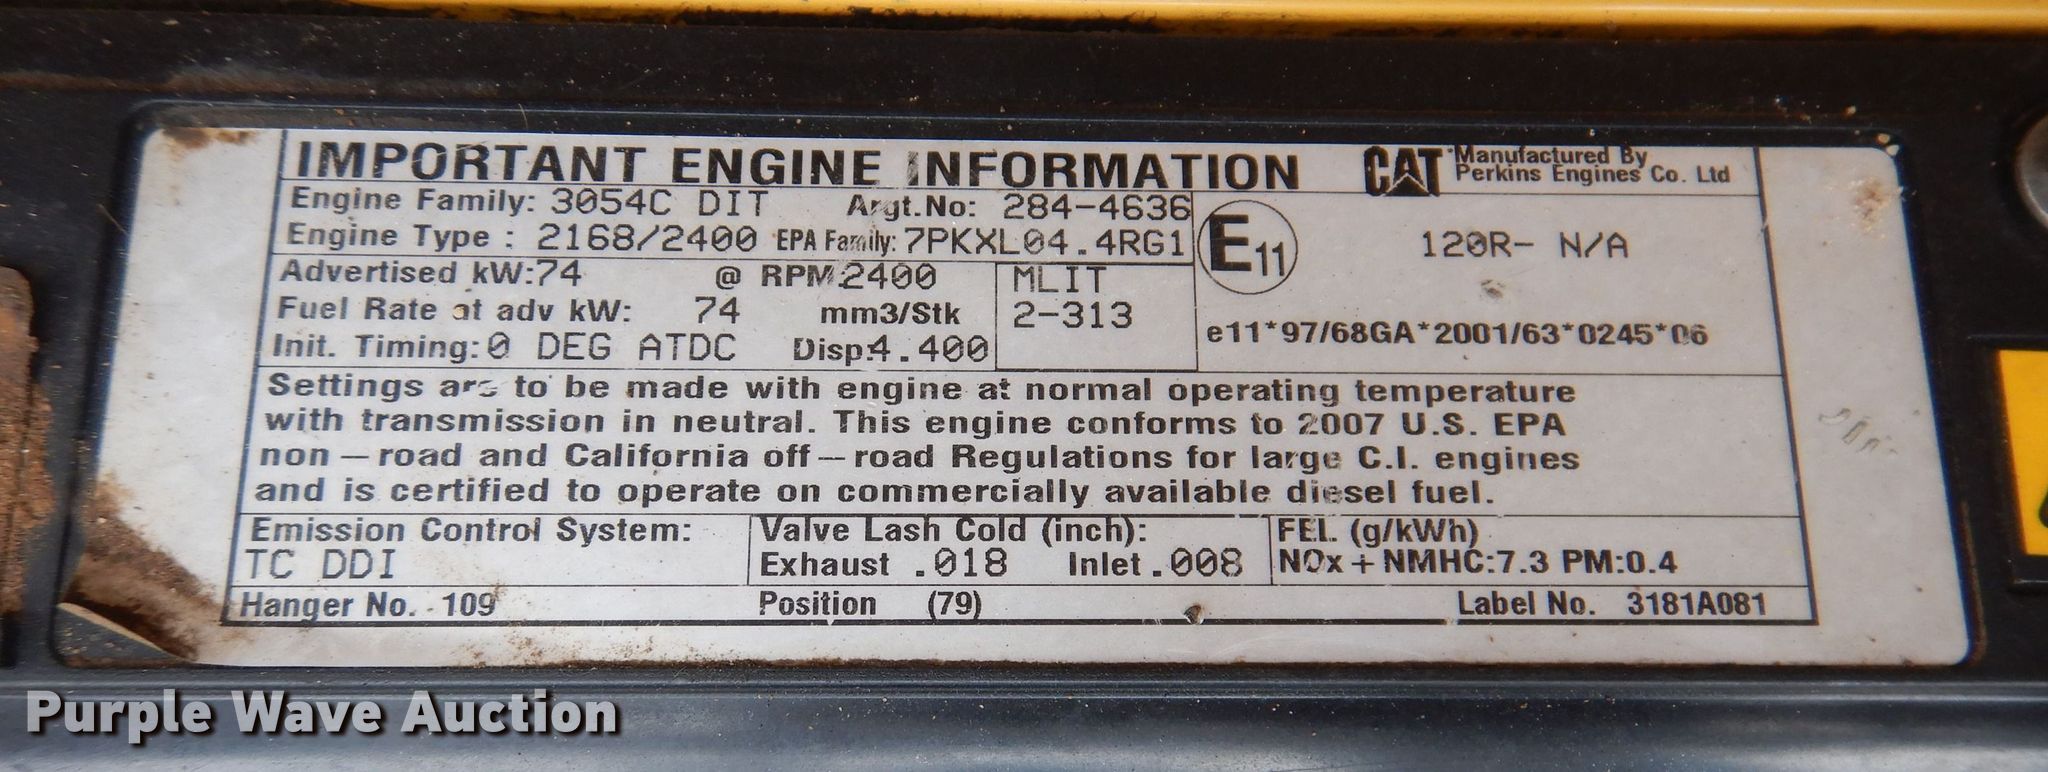 IMPORTANT ENGINE INFORMATION
CAT Manufactured By
Perkins Engines Co. Ltd
Engine Family: 3054C DIT Argt.No: 284-4636
Engine Type : 2168/2400 EPA Family: 7PKXL04.4RG1
E11 120R- N/A
Advertised kW:74 @ RPM:2400 MLIT
Fuel Rate at adv kW: 74 mm3/Stk 2-313
e11*97/68GA*2001/63*0245*06
Init. Timing:0 DEG ATDC Disp:4.400
Settings are to be made with engine at normal operating temperature
with transmission in neutral. This engine conforms to 2007 U.S. EPA
non – road and California off – road Regulations for large C.I. engines
and is certified to operate on commercially available diesel fuel.
Emission Control System: Valve Lash Cold (inch): FEL (g/kWh)
TC DDI Exhaust .018 Inlet .008 NOx + NMHC:7.3 PM:0.4
Hanger No. - 109 Position (79) Label No. 3181A081
Purple Wave Auction